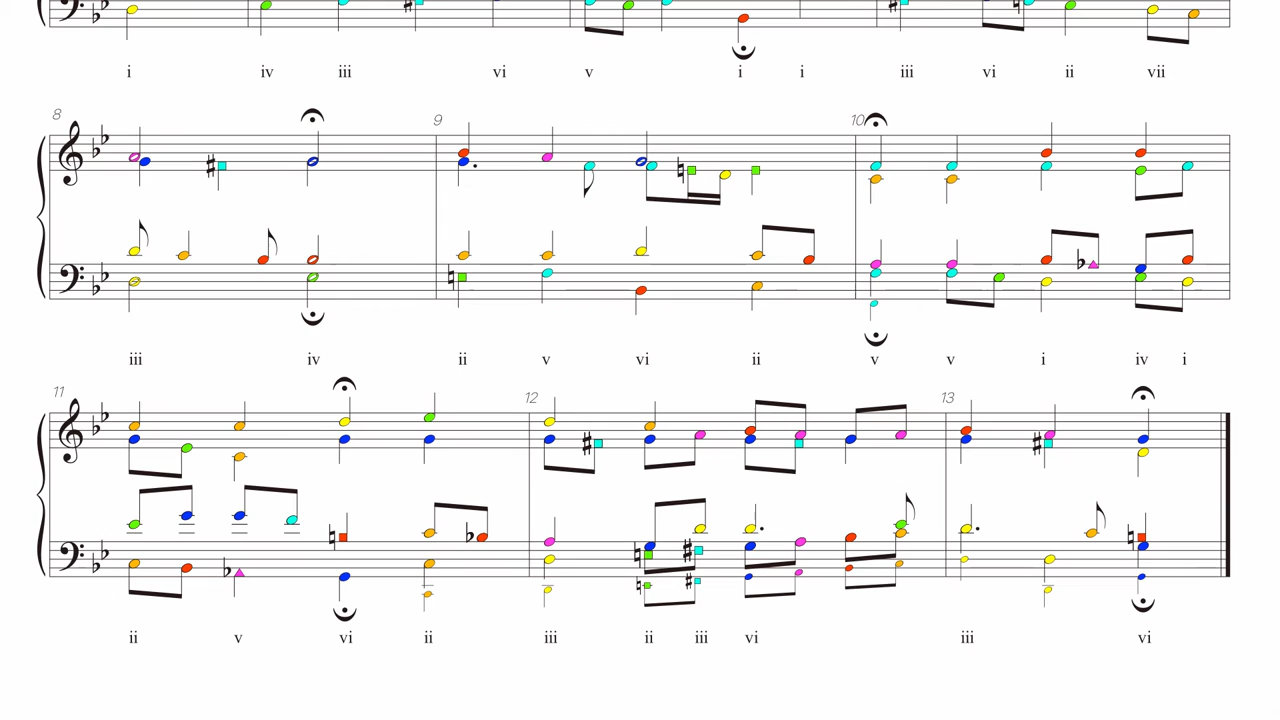 i iv iii vi v i i iii vi ii vii
8 9 10
iii iv ii v vi ii v v i iv i
11 12 13
ii v vi ii iii ii iii vi iii vi